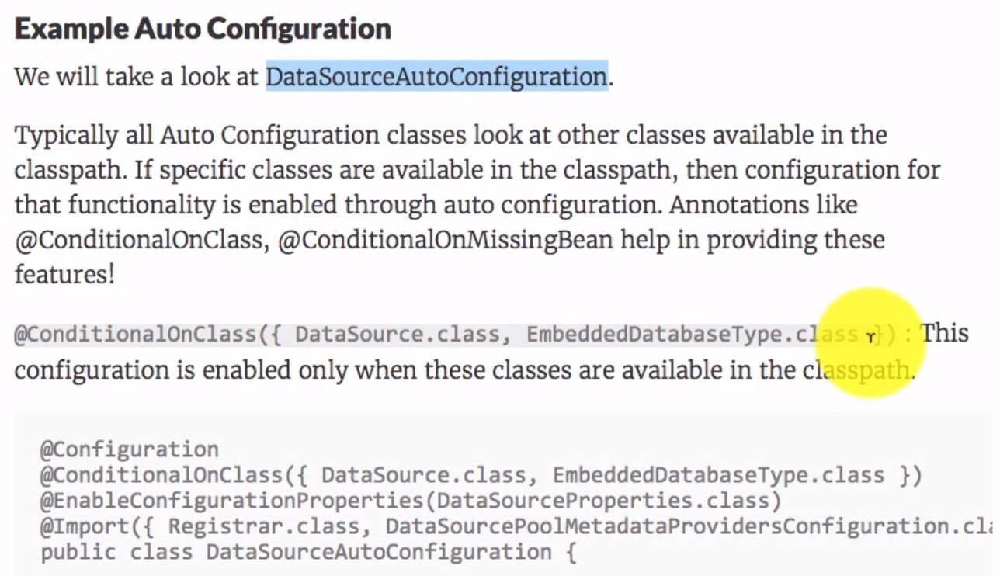 Example Auto Configuration
We will take a look at DataSourceAutoConfiguration.
Typically all Auto Configuration classes look at other classes available in the
classpath. If specific classes are available in the classpath, then configuration for
that functionality is enabled through auto configuration. Annotations like
@ConditionalOnClass, @ConditionalOnMissingBean help in providing these
features!
@ConditionalOnClass({ DataSource.class, EmbeddedDatabaseType.class }) : This
configuration is enabled only when these classes are available in the classpath.
@Configuration
@ConditionalOnClass({ DataSource.class, EmbeddedDatabaseType.class })
@EnableConfigurationProperties(DataSourceProperties.class)
@Import({ Registrar.class, DataSourcePoolMetadataProvidersConfiguration.cla
public class DataSourceAutoConfiguration {